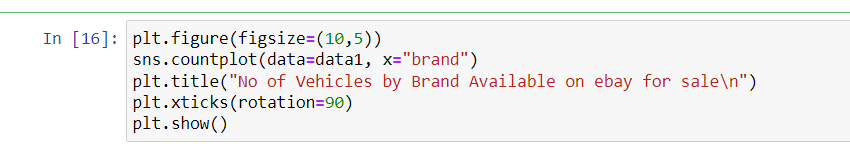 In [16]: plt.figure(figsize=(10,5))
sns.countplot(data=data1, x="brand")
plt.title("No of Vehicles by Brand Available on ebay for sale\n")
plt.xticks(rotation=90)
plt.show()